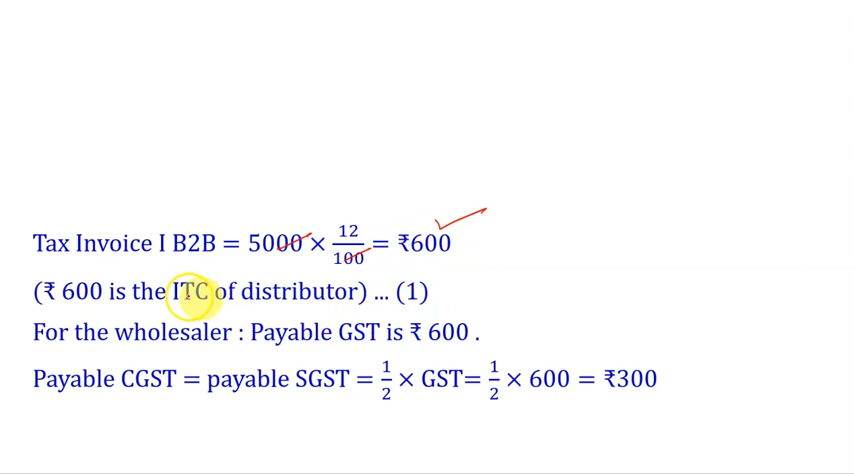 Tax Invoice I B2B = 5000 × 12/100 = ₹600
(₹ 600 is the ITC of distributor) ... (1)
For the wholesaler : Payable GST is ₹ 600 .
Payable CGST = payable SGST = 1/2 × GST= 1/2 × 600 = ₹300